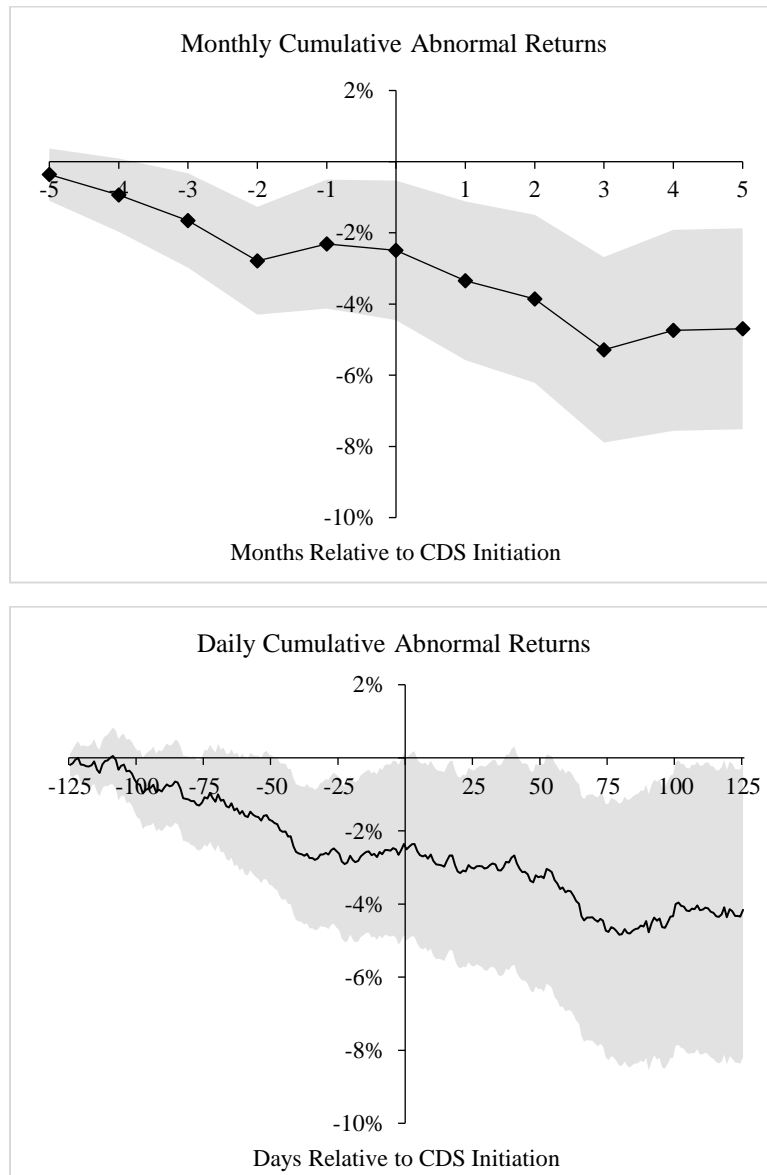 Monthly Cumulative Abnormal Returns
2%
-5 -4 -3 -2 -1 1 2 3 4 5
-2%
-4%
-6%
-8%
-10%
Months Relative to CDS Initiation
Daily Cumulative Abnormal Returns
2%
-125 -100 -75 -50 -25 25 50 75 100 125
-2%
-4%
-6%
-8%
-10%
Days Relative to CDS Initiation